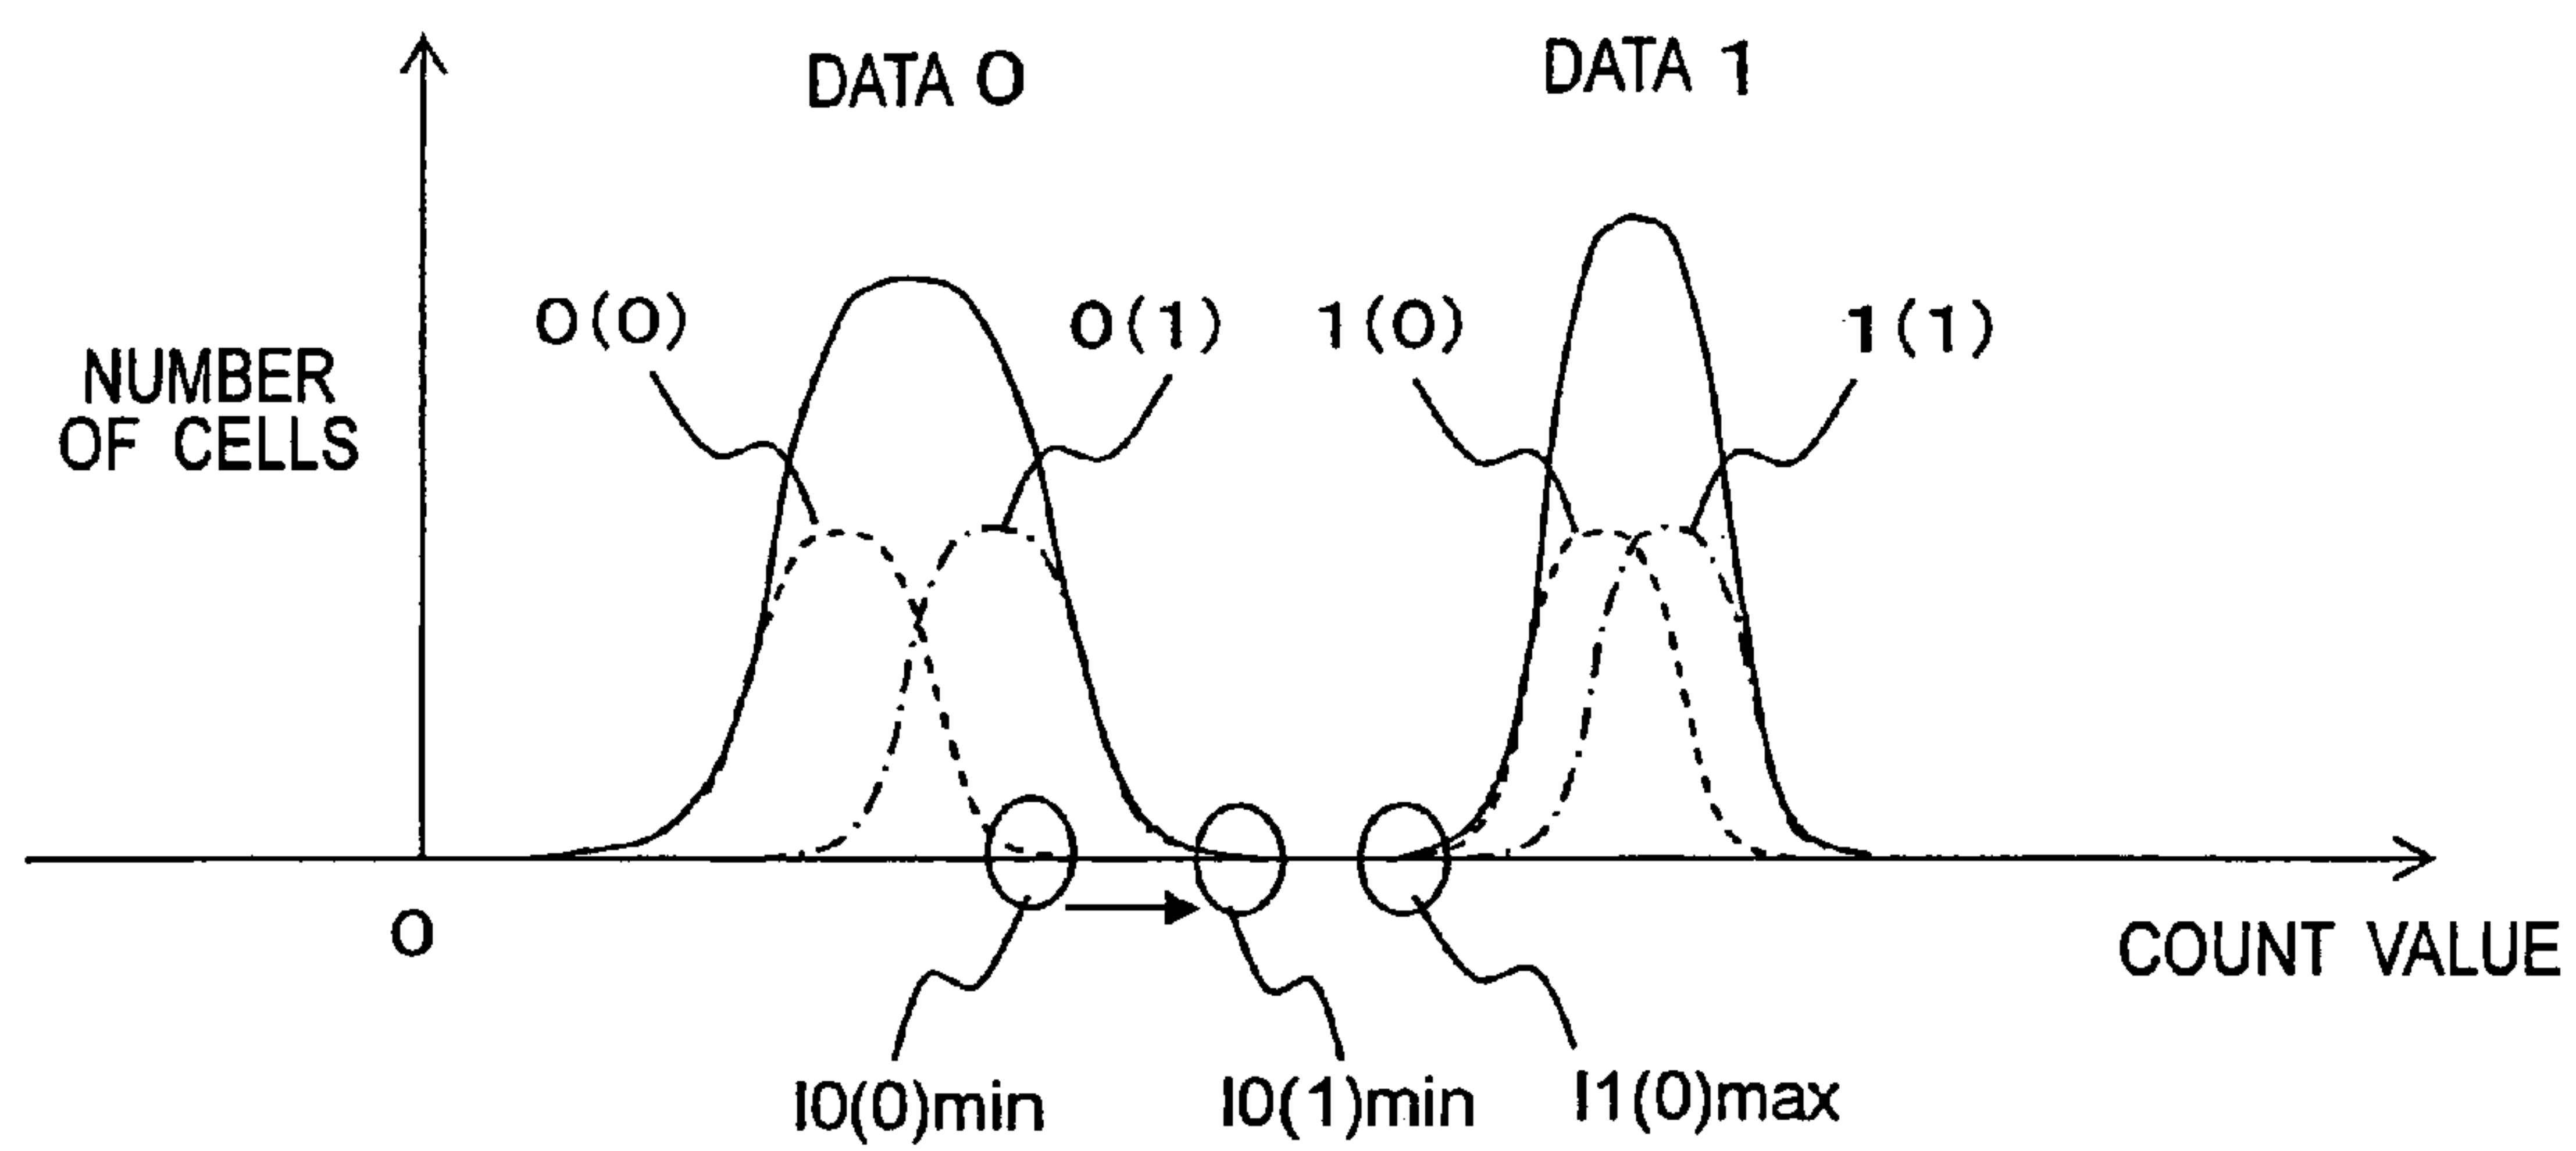 DATA 0
DATA 1
0(0)
0(1)
1(0)
1(1)
NUMBER
OF CELLS
0
COUNT VALUE
I0(0)min
I0(1)min
I1(0)max